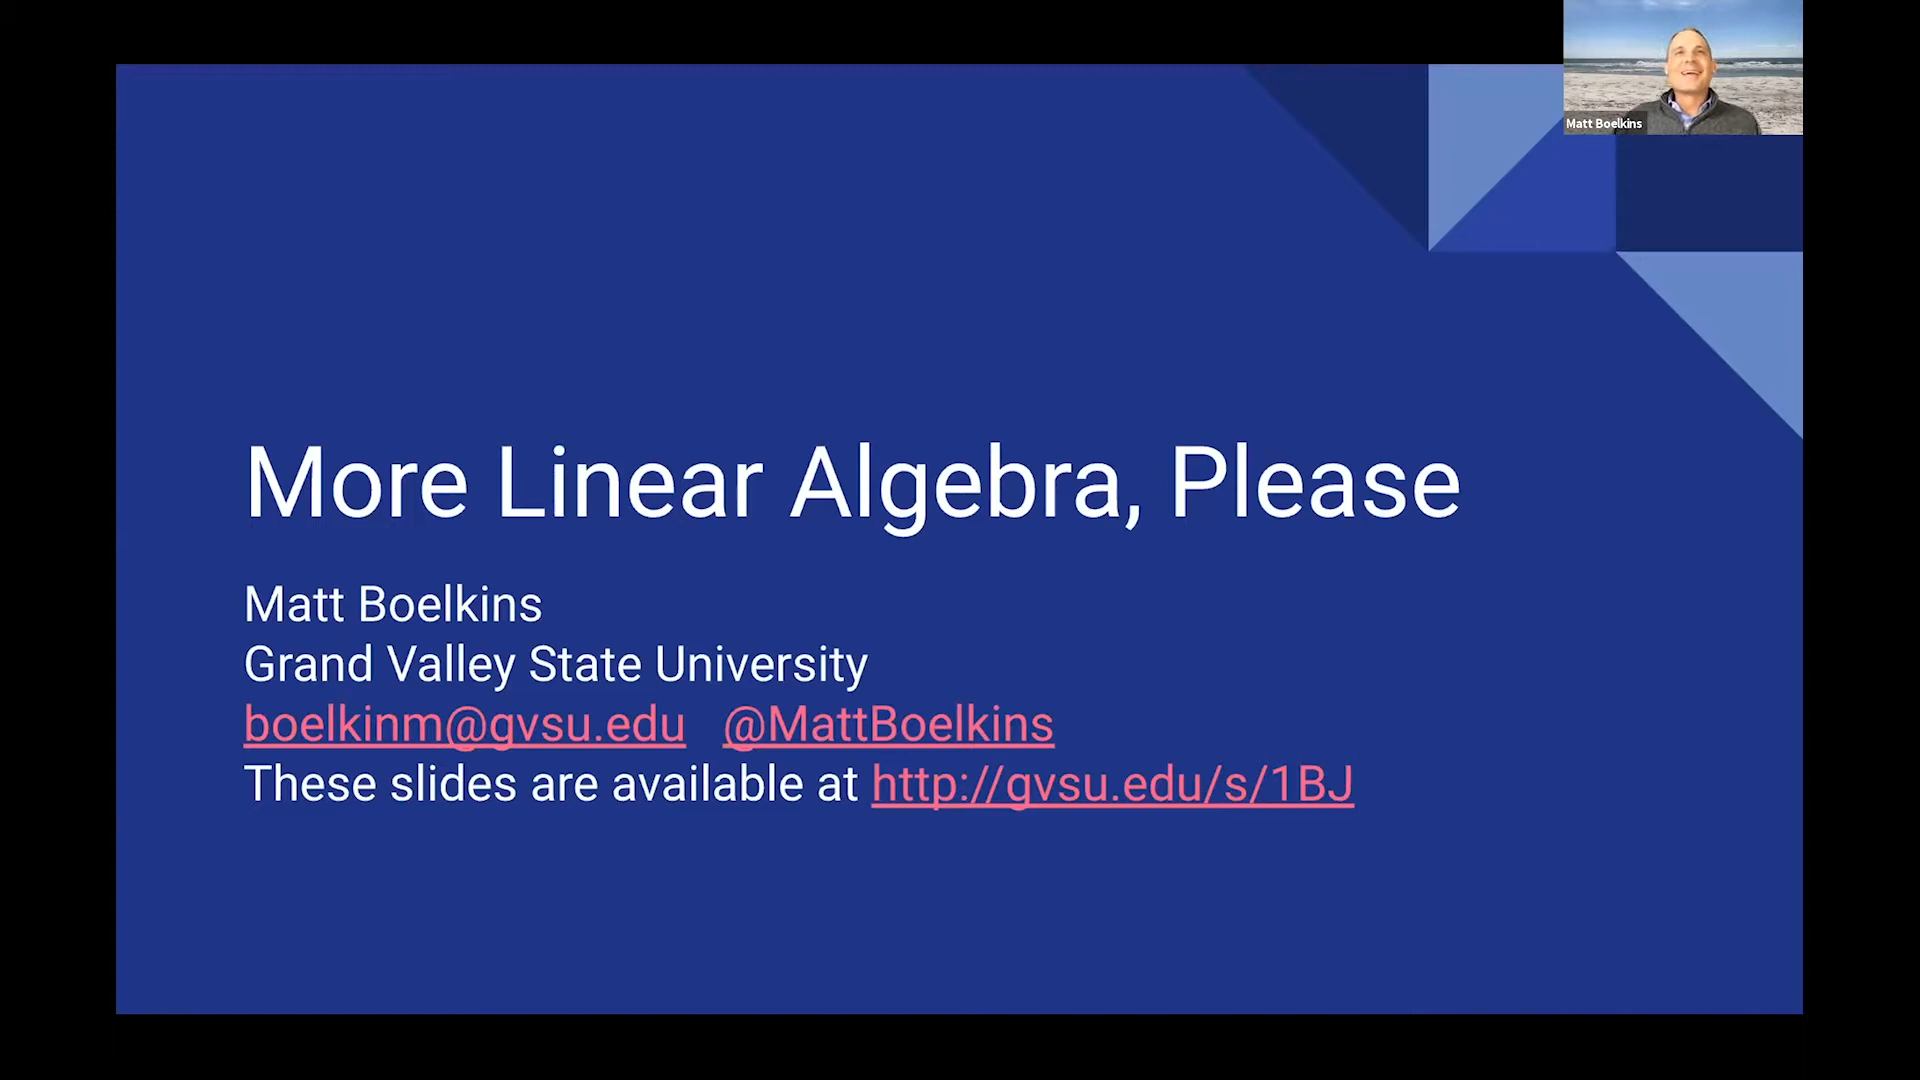 Matt Boelkins
More Linear Algebra, Please
Matt Boelkins
Grand Valley State University
boelkinm@gvsu.edu @MattBoelkins
These slides are available at http://gvsu.edu/s/1BJ